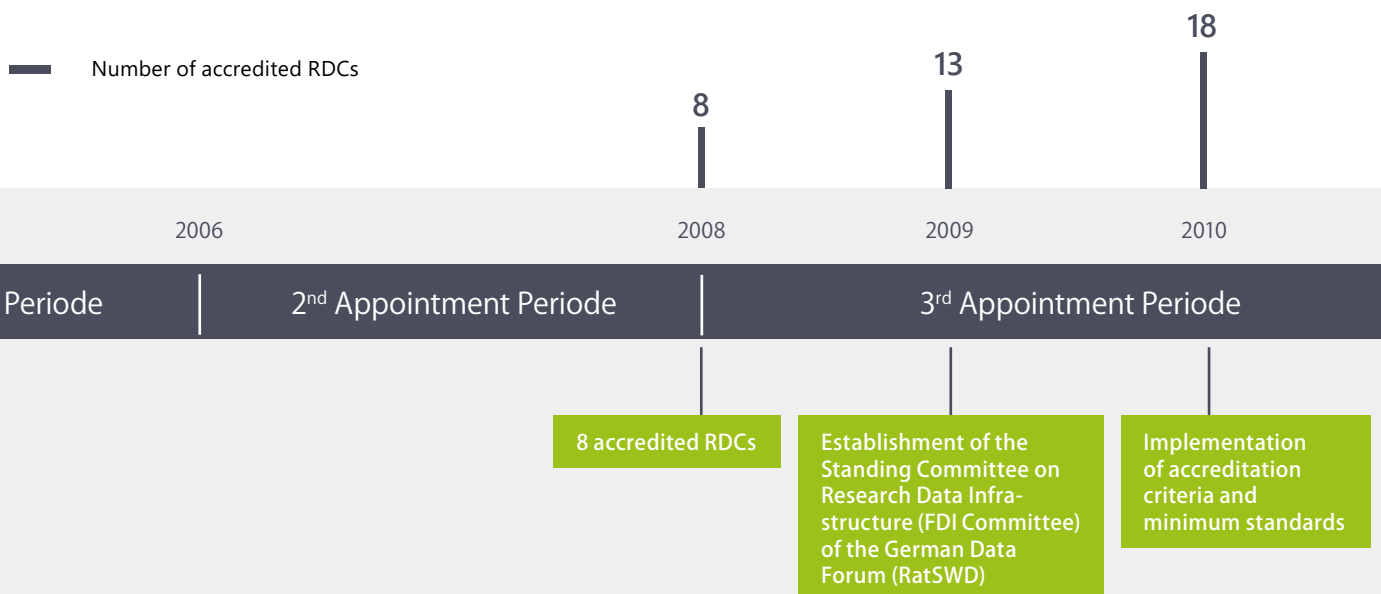 Number of accredited RDCs
8
13
18
2006
2008
2009
2010
Periode
2nd Appointment Periode
3rd Appointment Periode
8 accredited RDCs
Establishment of the
Standing Committee on
Research Data Infra-
structure (FDI Committee)
of the German Data
Forum (RatSWD)
Implementation
of accreditation
criteria and
minimum standards